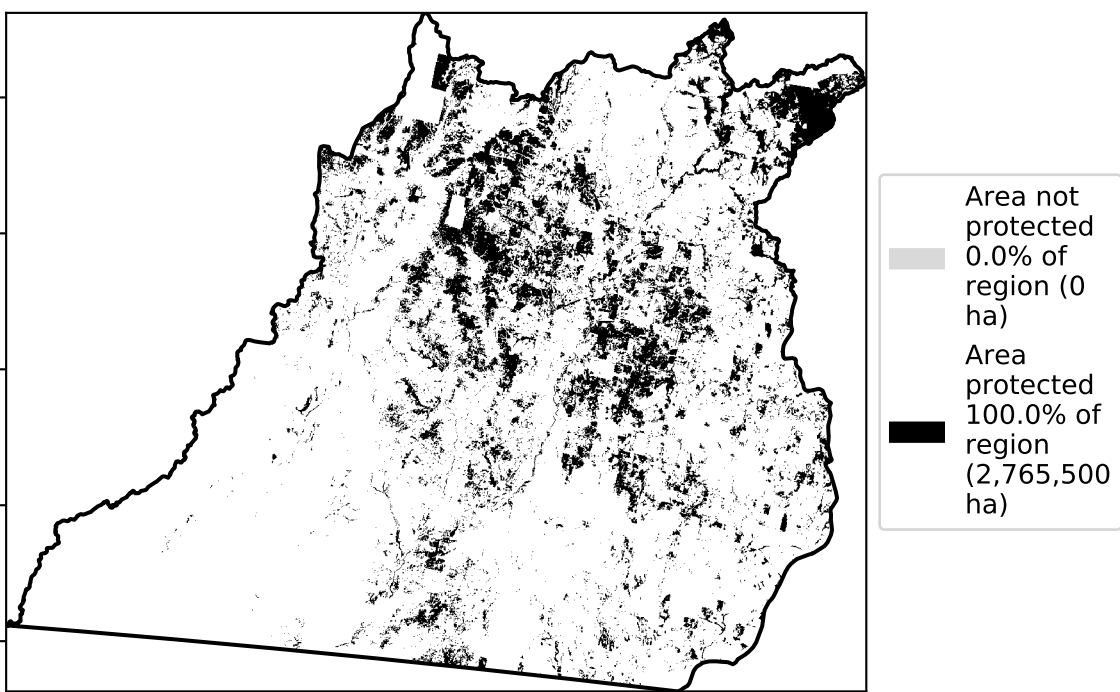 Area not
protected
0.0% of
region (0
ha)
Area
protected
100.0% of
region
(2,765,500
ha)